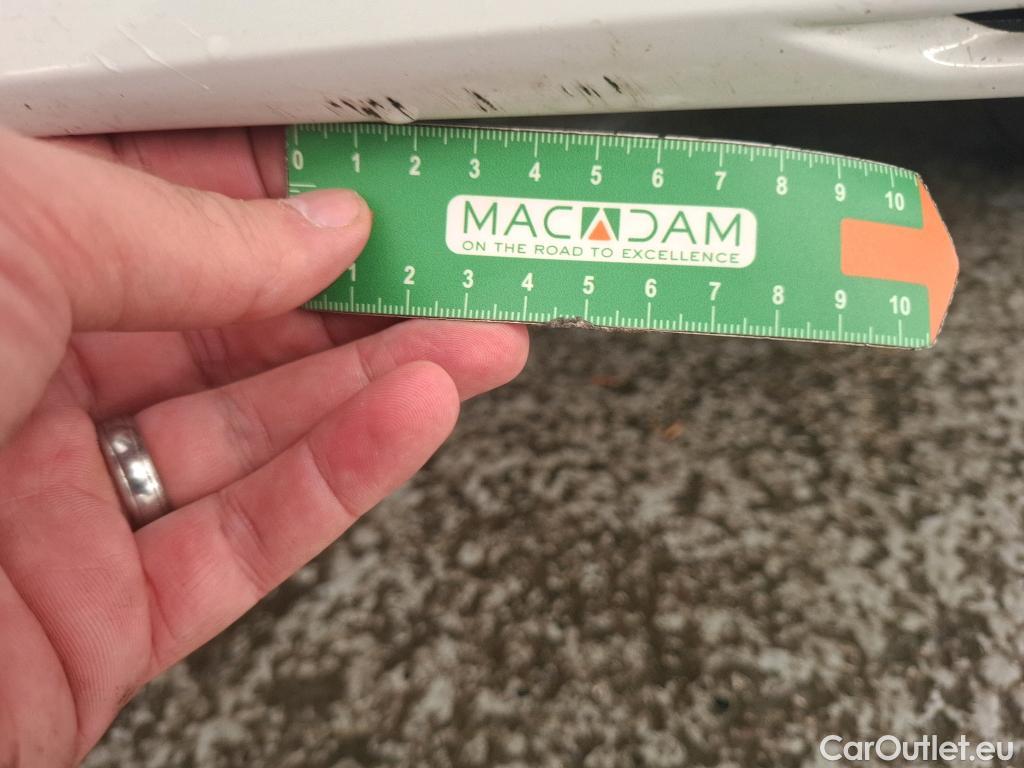 0 1 2 3 4 5 6 7 8 9 10
MACADAM
ON THE ROAD TO EXCELLENCE
1 2 3 4 5 6 7 8 9 10
CarOutlet.eu